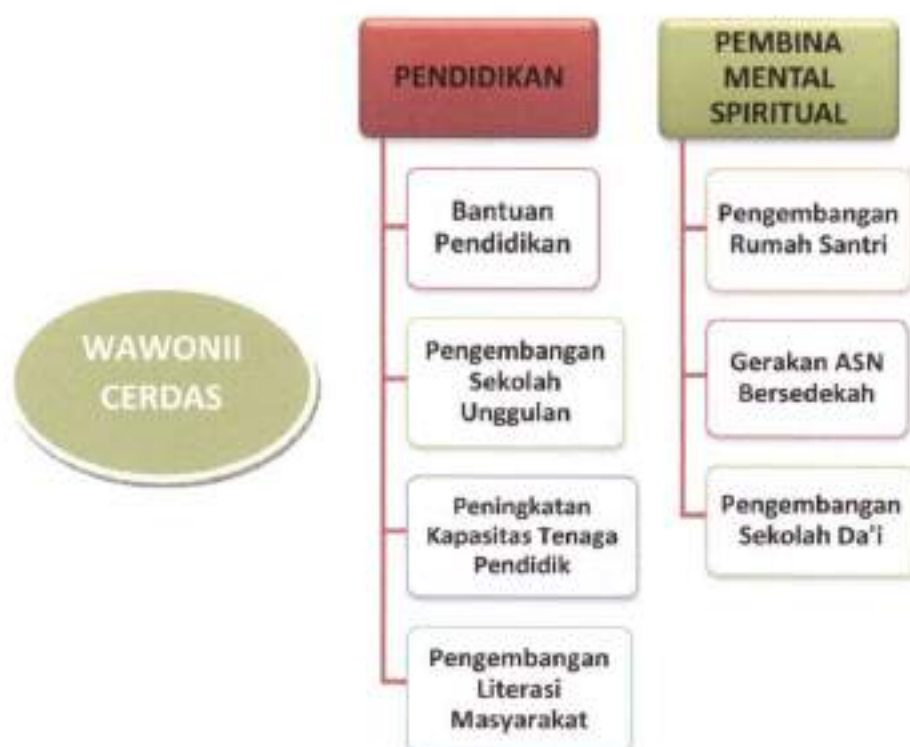 WAWONII
CERDAS
PENDIDIKAN
Bantuan
Pendidikan
Pengembangan
Sekolah
Unggulan
Peningkatan
Kapasitas Tenaga
Pendidik
Pengembangan
Literasi
Masyarakat
PEMBINA
MENTAL
SPIRITUAL
Pengembangan
Rumah Santri
Gerakan ASN
Bersedekah
Pengembangan
Sekolah Da'i